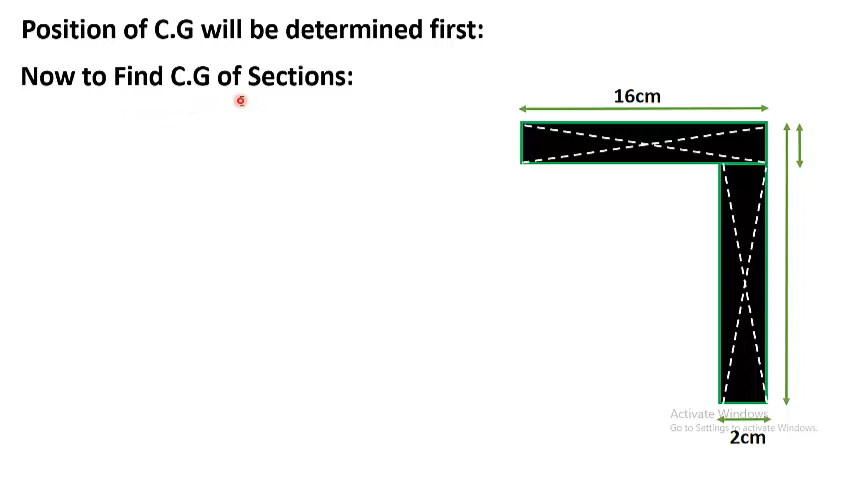 Position of C.G will be determined first:
Now to Find C.G of Sections:
16cm
Activate Windows
Go to Settings to activate Windows.
2cm